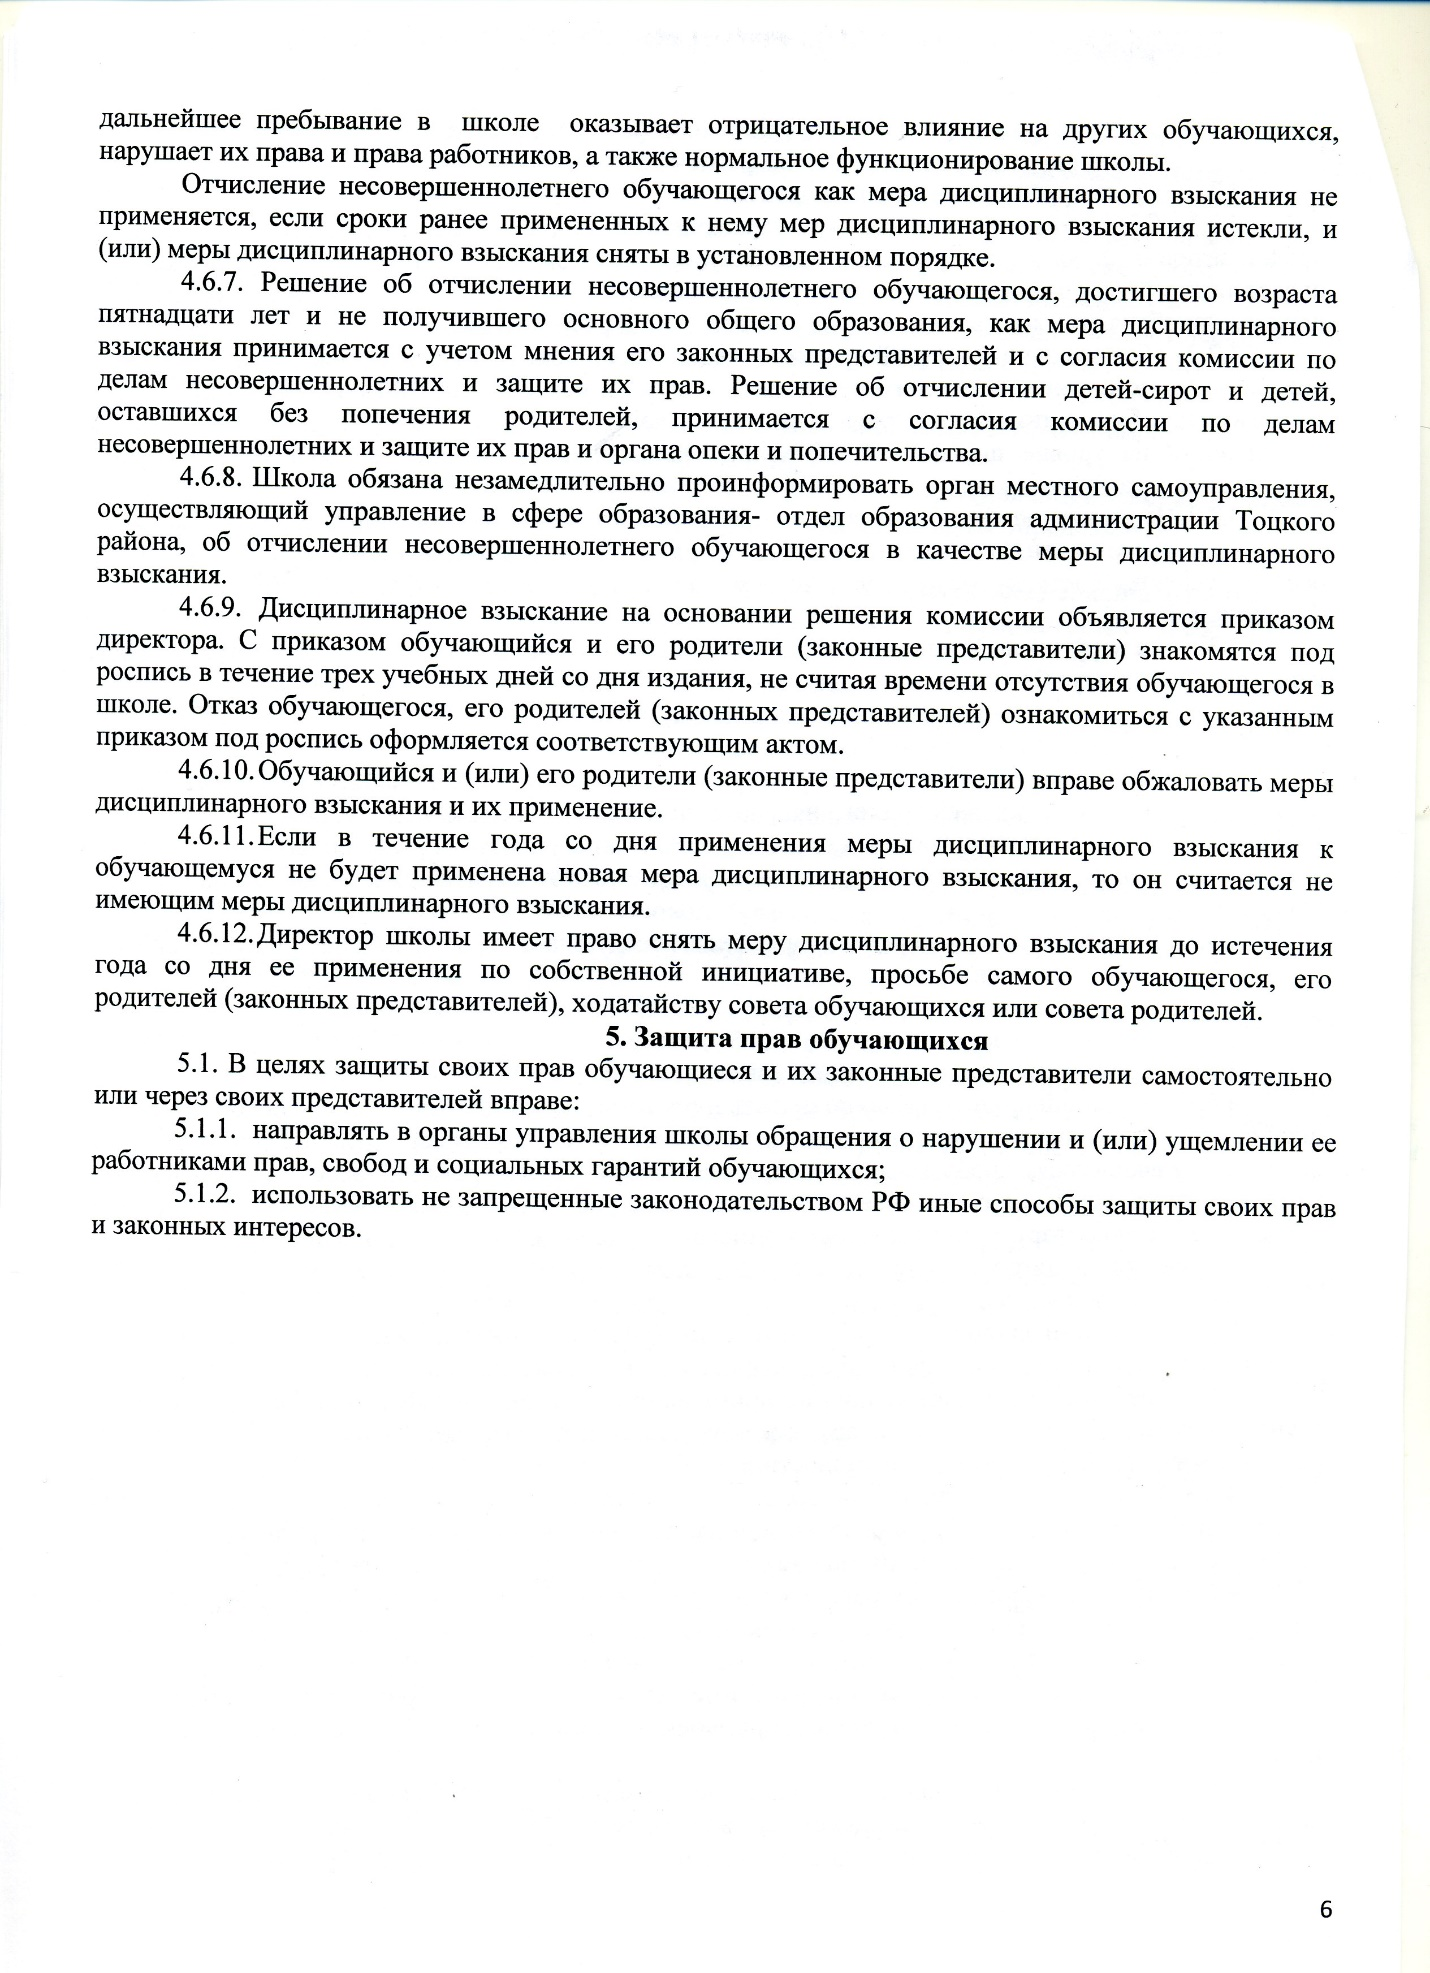 дальнейшее пребывание в школе оказывает отрицательное влияние на других обучающихся,
нарушает их права и права работников, а также нормальное функционирование школы.
Отчисление несовершеннолетнего обучающегося как мера дисциплинарного взыскания не
применяется, если сроки ранее примененных к нему мер дисциплинарного взыскания истекли, и
(или) меры дисциплинарного взыскания сняты в установленном порядке.
4.6.7. Решение об отчислении несовершеннолетнего обучающегося, достигшего возраста
пятнадцати лет и не получившего основного общего образования, как мера дисциплинарного
взыскания принимается с учетом мнения его законных представителей и с согласия комиссии по
делам несовершеннолетних и защите их прав. Решение об отчислении детей-сирот и детей,
оставшихся без попечения родителей, принимается с согласия комиссии по делам
несовершеннолетних и защите их прав и органа опеки и попечительства.
4.6.8. Школа обязана незамедлительно проинформировать орган местного самоуправления,
осуществляющий управление в сфере образования- отдел образования администрации Тоцкого
района, об отчислении несовершеннолетнего обучающегося в качестве меры дисциплинарного
взыскания.
4.6.9. Дисциплинарное взыскание на основании решения комиссии объявляется приказом
директора. С приказом обучающийся и его родители (законные представители) знакомятся под
роспись в течение трех учебных дней со дня издания, не считая времени отсутствия обучающегося в
школе. Отказ обучающегося, его родителей (законных представителей) ознакомиться с указанным
приказом под роспись оформляется соответствующим актом.
4.6.10. Обучающийся и (или) его родители (законные представители) вправе обжаловать меры
дисциплинарного взыскания и их применение.
4.6.11. Если в течение года со дня применения меры дисциплинарного взыскания к
обучающемуся не будет применена новая мера дисциплинарного взыскания, то он считается не
имеющим меры дисциплинарного взыскания.
4.6.12. Директор школы имеет право снять меру дисциплинарного взыскания до истечения
года со дня ее применения по собственной инициативе, просьбе самого обучающегося, его
родителей (законных представителей), ходатайству совета обучающихся или совета родителей.
5. Защита прав обучающихся
5.1. В целях защиты своих прав обучающиеся и их законные представители самостоятельно
или через своих представителей вправе:
5.1.1. направлять в органы управления школы обращения о нарушении и (или) ущемлении ее
работниками прав, свобод и социальных гарантий обучающихся;
5.1.2. использовать не запрещенные законодательством РФ иные способы защиты своих прав
и законных интересов.
6